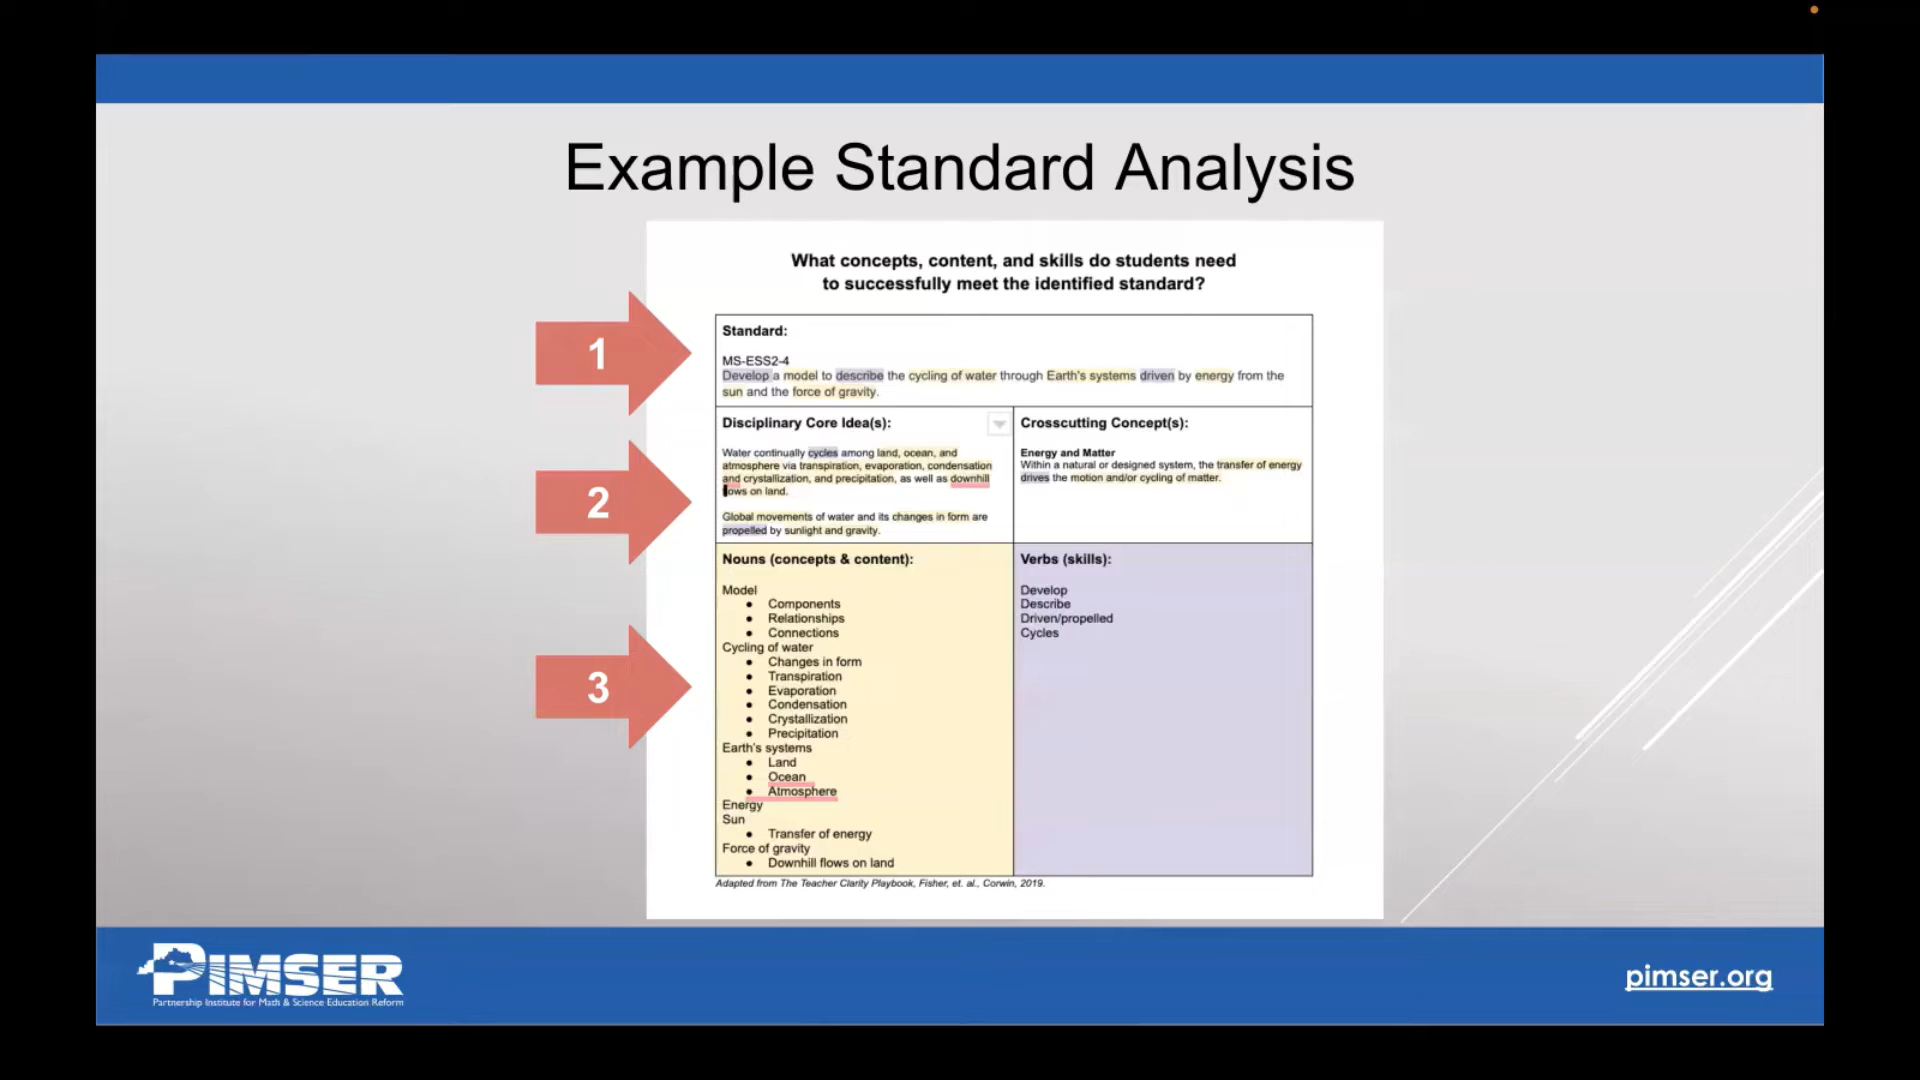 Example Standard Analysis
What concepts, content, and skills do students need
to successfully meet the identified standard?
1
Standard:
MS-ESS2-4
Develop a model to describe the cycling of water through Earth's systems driven by energy from the
sun and the force of gravity.
2
Disciplinary Core Idea(s):
Water continually cycles among land, ocean, and
atmosphere via transpiration, evaporation, condensation
and crystallization, and precipitation, as well as downhill
ows on land.
Global movements of water and its changes in form are
propelled by sunlight and gravity.
Crosscutting Concept(s):
Energy and Matter
Within a natural or designed system, the transfer of energy
drives the motion and/or cycling of matter.
3
Nouns (concepts & content):
Model
• Components
• Relationships
• Connections
Cycling of water
• Changes in form
• Transpiration
• Evaporation
• Condensation
• Crystallization
• Precipitation
Earth's systems
• Land
• Ocean
• Atmosphere
Energy
Sun
• Transfer of energy
Force of gravity
• Downhill flows on land
Verbs (skills):
Develop
Describe
Driven/propelled
Cycles
Adapted from The Teacher Clarity Playbook, Fisher, et. al., Corwin, 2019.
PIMSER
Partnership Institute for Math & Science Education Reform
pimser.org